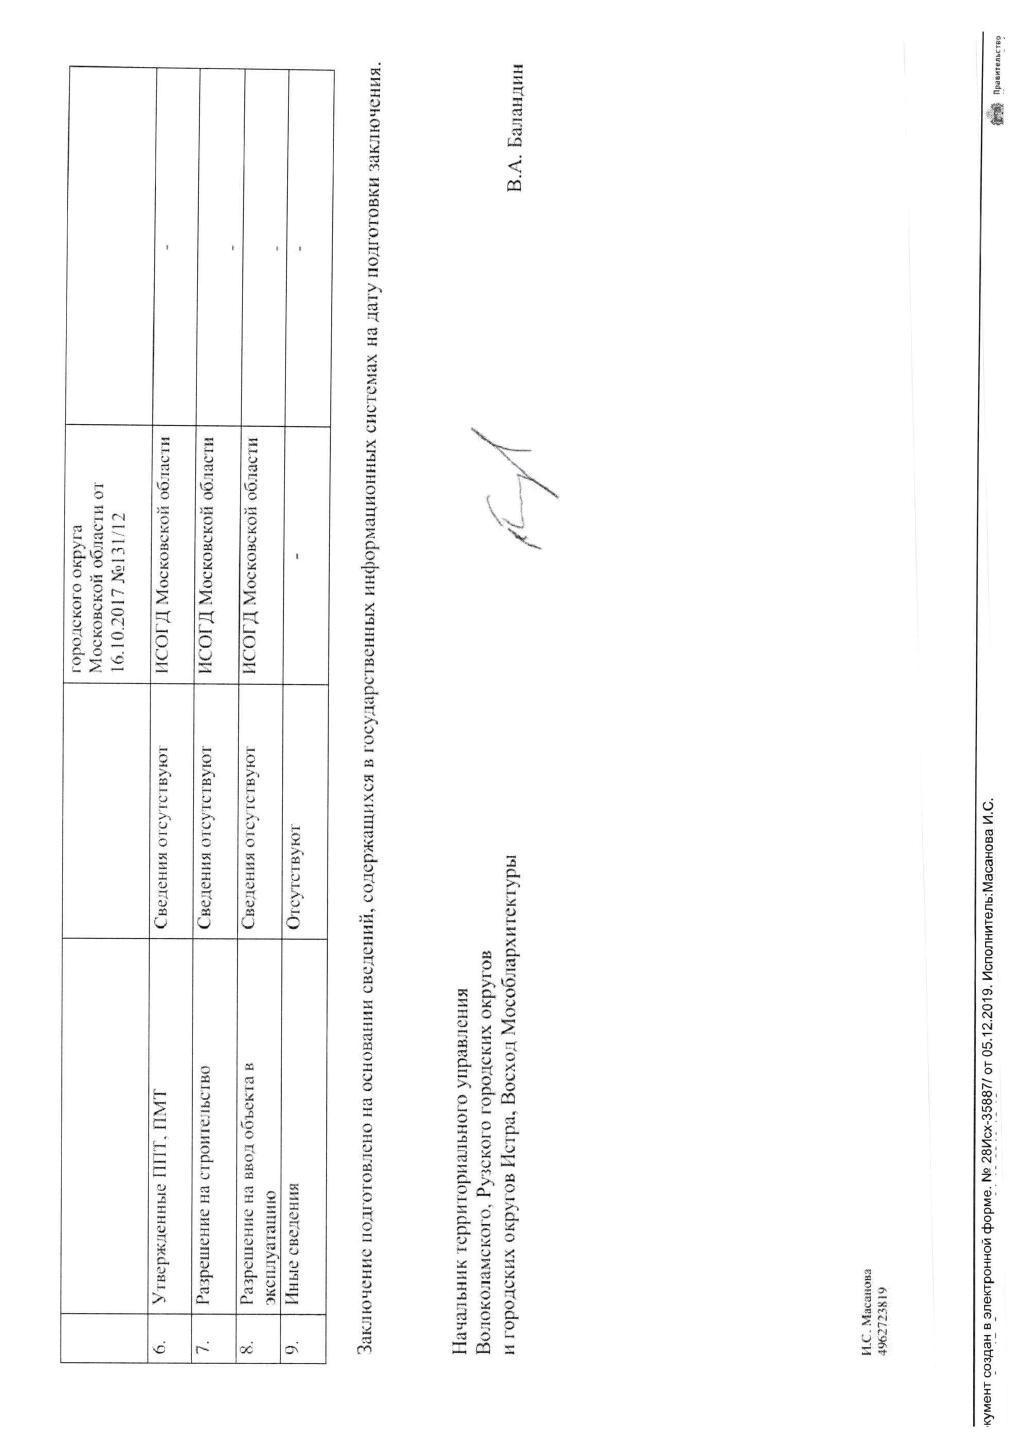 городского округа
Московской области от
16.10.2017 №131/12
6. Утвержденные ППТ, ПМТ Сведения отсутствуют ИСОГД Московской области -
7. Разрешение на строительство Сведения отсутствуют ИСОГД Московской области -
8. Разрешение на ввод объекта в Сведения отсутствуют ИСОГД Московской области -
эксплуатацию
9. Иные сведения Отсутствуют - -
Заключение подготовлено на основании сведений, содержащихся в государственных информационных системах на дату подготовки заключения.
Начальник территориального управления
Волоколамского, Рузского городских округов
и городских округов Истра, Восход Мособлархитектуры В.А. Баландин
И.С. Масанова
4962723819
кумент создан в электронной форме. № 28Исх-35887/ от 05.12.2019. Исполнитель:Масанова И.С.
Правительство